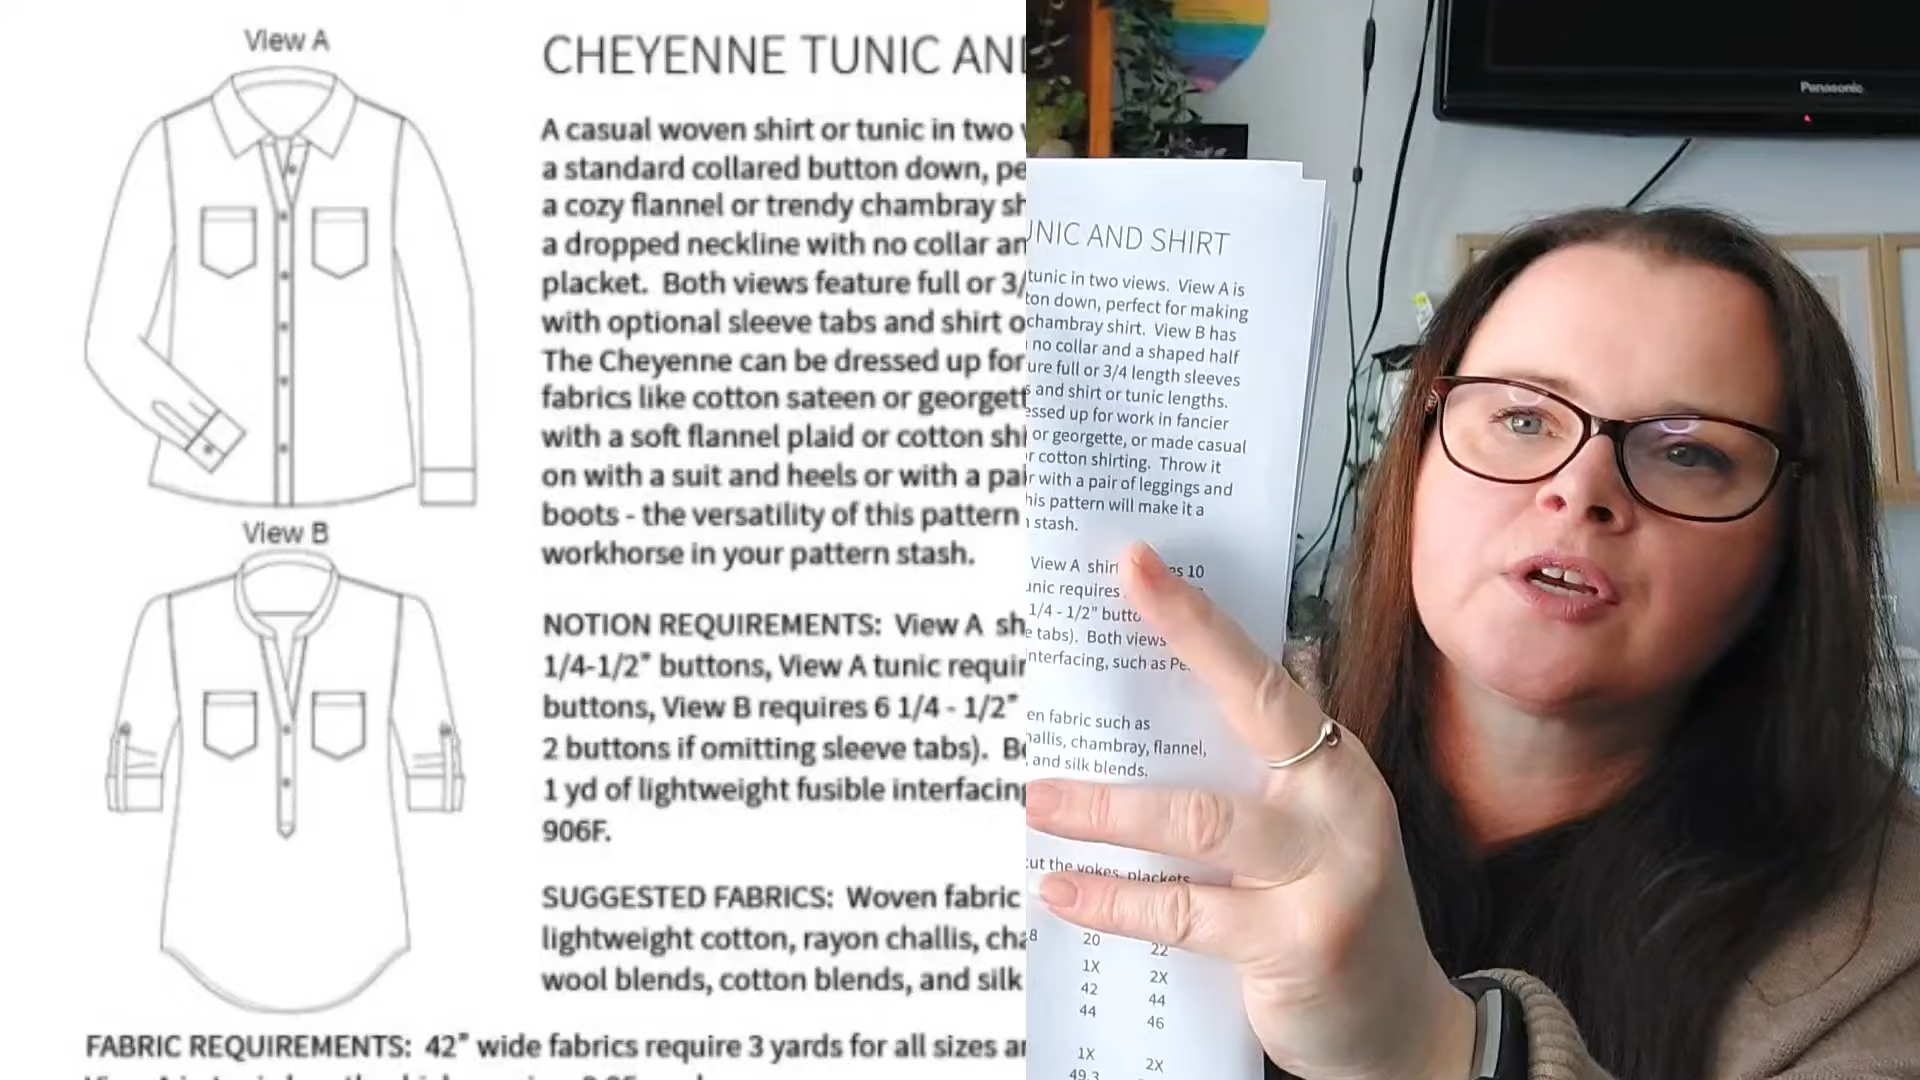 View A
CHEYENNE TUNIC AN
A casual woven shirt or tunic in two
a standard collared button down, pe
a cozy flannel or trendy chambray sh
a dropped neckline with no collar an
placket. Both views feature full or 3/
with optional sleeve tabs and shirt o
The Cheyenne can be dressed up for
fabrics like cotton sateen or georgett
with a soft flannel plaid or cotton shi
on with a suit and heels or with a pai
boots - the versatility of this pattern
workhorse in your pattern stash.
View B
NOTION REQUIREMENTS: View A sh
1/4-1/2" buttons, View A tunic requir
buttons, View B requires 6 1/4 - 1/2"
2 buttons if omitting sleeve tabs). Bo
1 yd of lightweight fusible interfacing
906F.
SUGGESTED FABRICS: Woven fabric
lightweight cotton, rayon challis, cha
wool blends, cotton blends, and silk
FABRIC REQUIREMENTS: 42" wide fabrics require 3 yards for all sizes a
Panasonic
UNIC AND SHIRT
tunic in two views. View A is
ton down, perfect for making
chambray shirt. View B has
no collar and a shaped half
ure full or 3/4 length sleeves
s and shirt or tunic lengths.
essed up for work in fancier
or georgette, or made casual
r cotton shirting. Throw it
r with a pair of leggings and
his pattern will make it a
stash.
View A shirt es 10
unic requires
1/4 - 1/2" butto
e tabs). Both views
nterfacing, such as Pe
en fabric such as
hallis, chambray, flannel,
, and silk blends.
cut the yokes, plackets
8 20 22
1X 2X
42 44
44 46
1X 2X
49.3